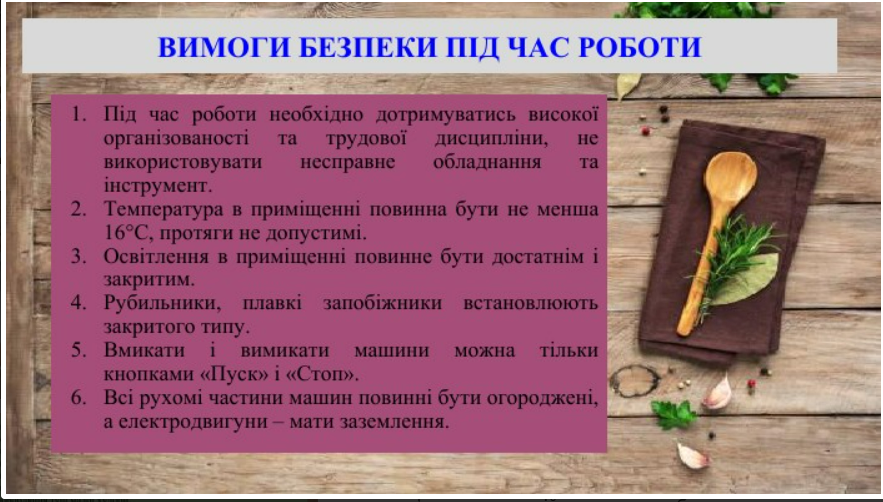 ВИМОГИ БЕЗПЕКИ ПІД ЧАС РОБОТИ
1. Під час роботи необхідно дотримуватись високої
організованості та трудової дисципліни, не
використовувати несправне обладнання та
інструмент.
2. Температура в приміщенні повинна бути не менша
16°С, протяги не допустимі.
3. Освітлення в приміщенні повинне бути достатнім і
закритим.
4. Рубильники, плавкі запобіжники встановлюють
закритого типу.
5. Вмикати і вимикати машини можна тільки
кнопками «Пуск» і «Стоп».
6. Всі рухомі частини машин повинні бути огороджені,
а електродвигуни – мати заземлення.